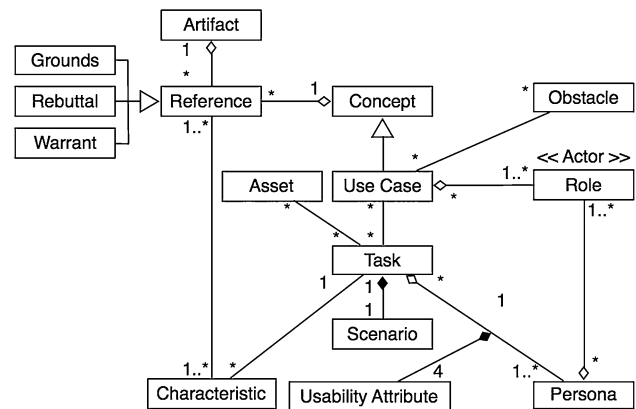 Artifact
1
*
Grounds
Rebuttal
Warrant
Reference
*
1
Concept
1..*
Obstacle
*
*
<< Actor >>
Asset
Use Case
1..*
Role
*
*
*
1..*
*
*
Task
1
1
*
1
1
Scenario
1..*
*
4
1..*
*
Characteristic
Usability Attribute
Persona